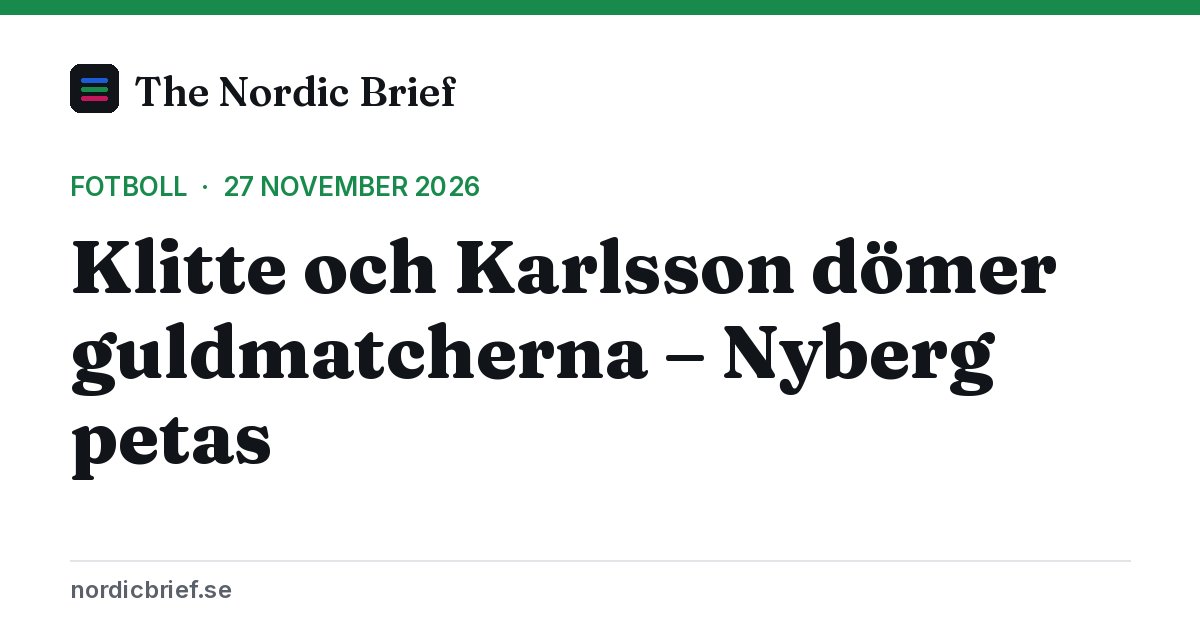 The Nordic Brief
FOTBOLL · 27 NOVEMBER 2026
Klitte och Karlsson dömer
guldmatcherna – Nyberg
petas
nordicbrief.se